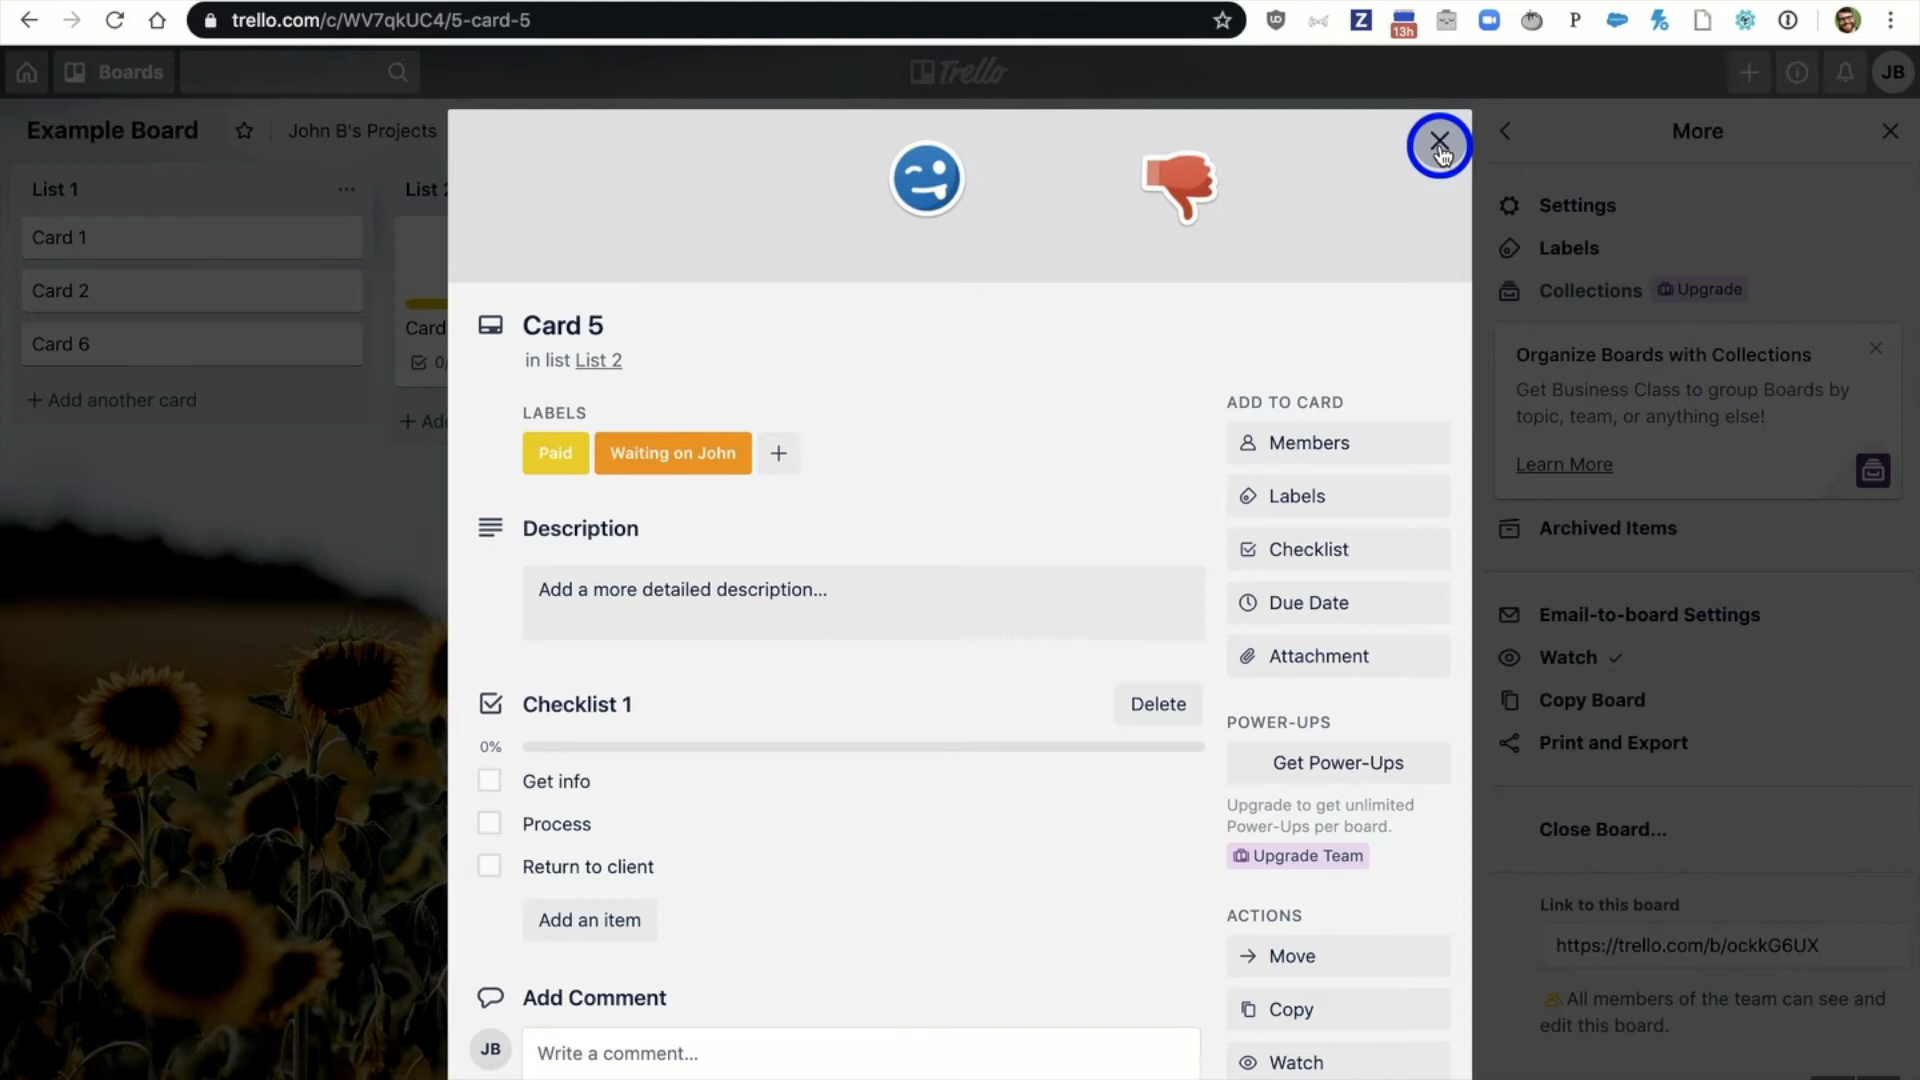 trello.com/c/WV7qkUC4/5-card-5
Z
13h
P
Boards
Trello
JB
Example Board
John B's Projects
List 1
Card 1
Card 2
Card 6
+ Add another card
List 2
Card
0/
Card 5
in list List 2
LABELS
Paid
Waiting on John
+
Description
Add a more detailed description...
Checklist 1
Delete
0%
Get info
Process
Return to client
Add an item
Add Comment
JB
Write a comment...
ADD TO CARD
Members
Labels
Checklist
Due Date
Attachment
POWER-UPS
Get Power-Ups
Upgrade to get unlimited
Power-Ups per board.
Upgrade Team
ACTIONS
Move
Copy
Watch
More
Settings
Labels
Collections Upgrade
Organize Boards with Collections
Get Business Class to group Boards by
topic, team, or anything else!
Learn More
Archived Items
Email-to-board Settings
Watch ✓
Copy Board
Print and Export
Close Board...
Link to this board
https://trello.com/b/ockkG6UX
All members of the team can see and
edit this board.